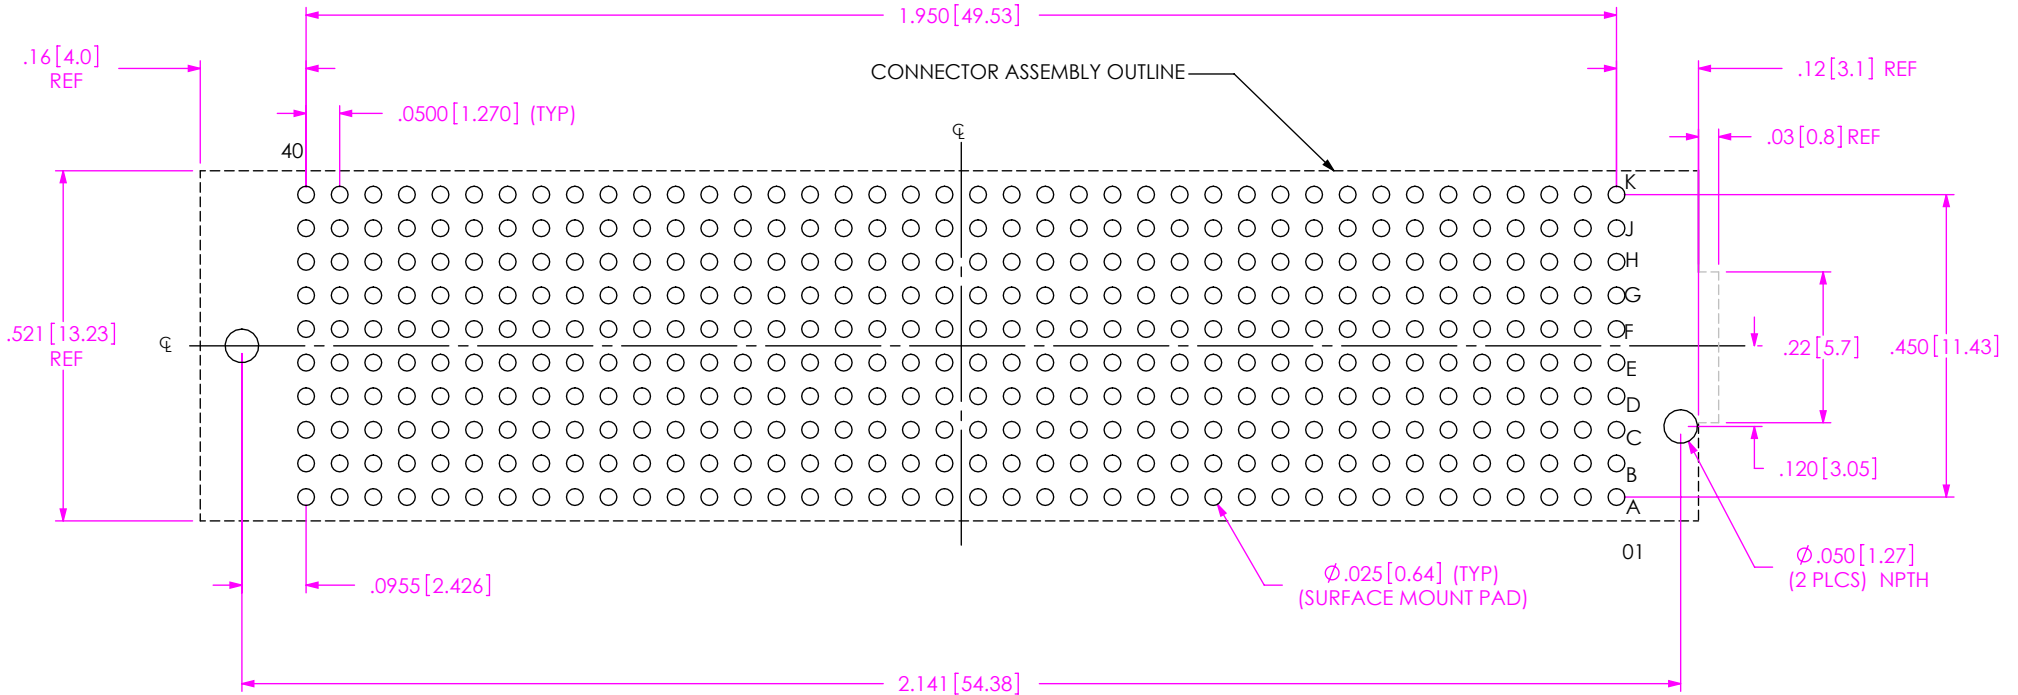 1.950[49.53]
.16[4.0]
REF
CONNECTOR ASSEMBLY OUTLINE
.12[3.1] REF
.0500[1.270] (TYP)
℄
.03[0.8] REF
40
K
J
H
G
F
E
D
C
B
A
.521[13.23]
REF
℄
.22[5.7]
.450[11.43]
.120[3.05]
01
Ø.050[1.27]
(2 PLCS) NPTH
Ø.025[0.64] (TYP)
(SURFACE MOUNT PAD)
.0955[2.426]
2.141[54.38]